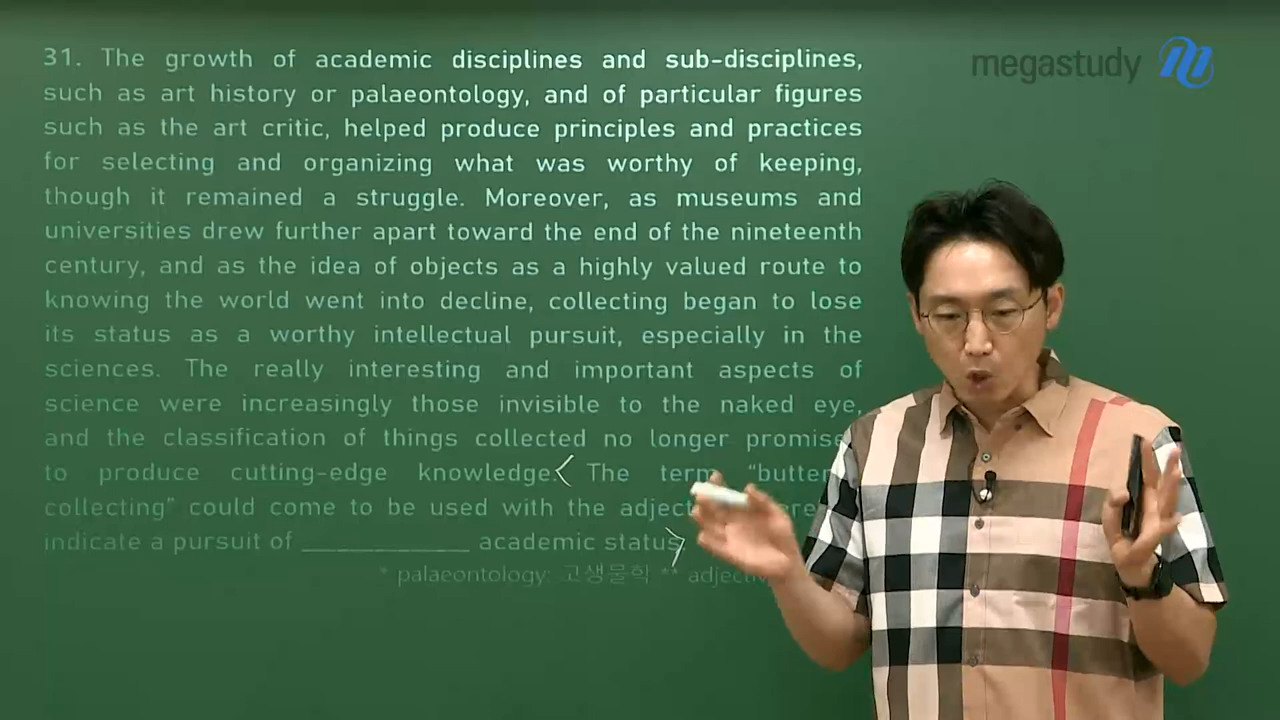 31. The growth of academic disciplines and sub-disciplines,
such as art history or palaeontology, and of particular figures
such as the art critic, helped produce principles and practices
for selecting and organizing what was worthy of keeping,
though it remained a struggle. Moreover, as museums and
universities drew further apart toward the end of the nineteenth
century, and as the idea of objects as a highly valued route to
knowing the world went into decline, collecting began to lose
its status as a worthy intellectual pursuit, especially in the
sciences. The really interesting and important aspects of
science were increasingly those invisible to the naked eye,
and the classification of things collected no longer promise
to produce cutting-edge knowledge. The term "butter
collecting" could come to be used with the adject
indicate a pursuit of __________ academic status
* palaeontology: 고생물학 ** adjecti
megastudy